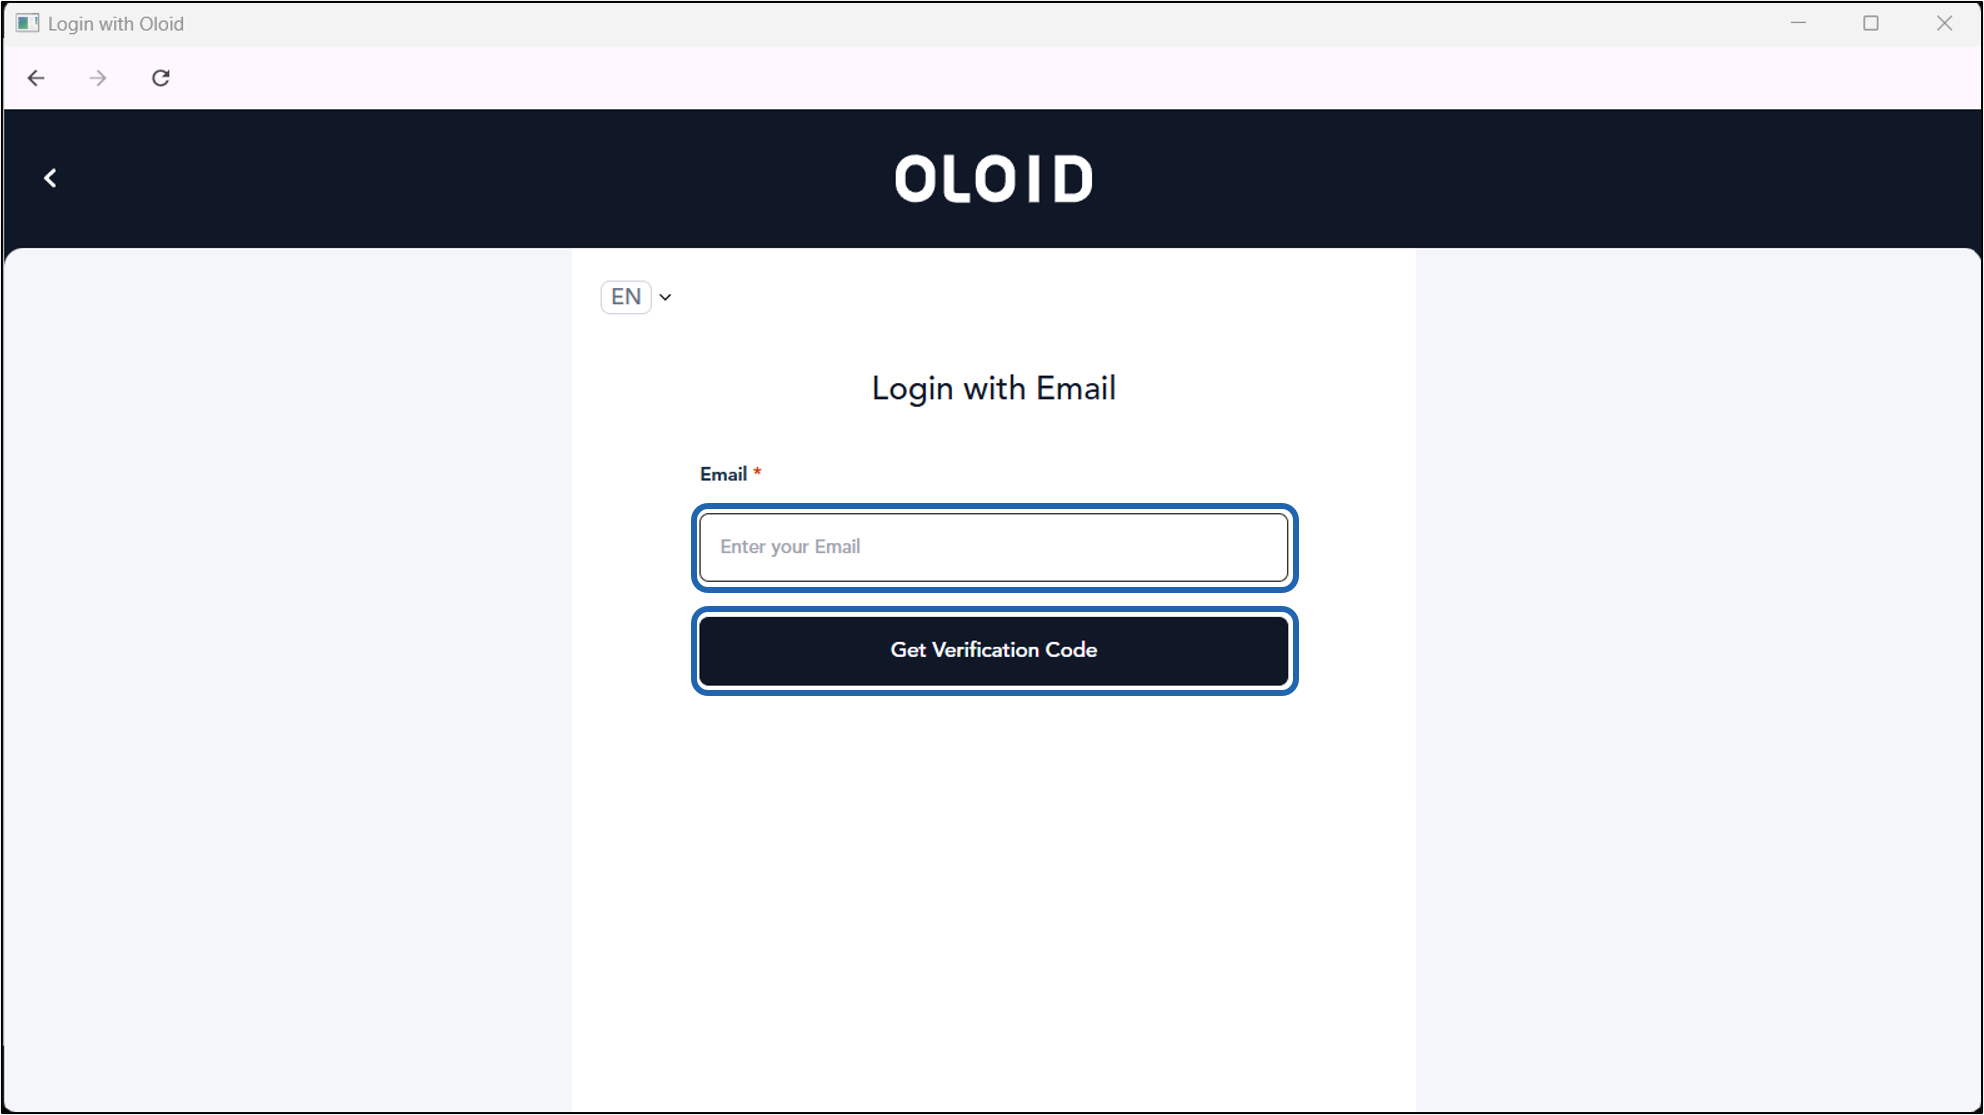 Login with Oloid
OLOID
EN
Login with Email
Email *
Enter your Email
Get Verification Code